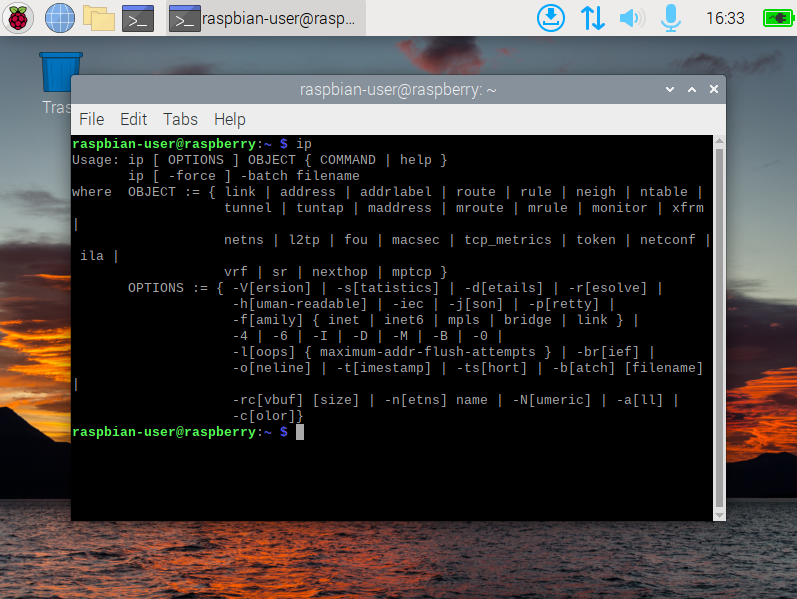 raspbian-user@rasp...
16:33
Tras
raspbian-user@raspberry: ~
File Edit Tabs Help
raspbian-user@raspberry:~ $ ip
Usage: ip [ OPTIONS ] OBJECT { COMMAND | help }
       ip [ -force ] -batch filename
where  OBJECT := { link | address | addrlabel | route | rule | neigh | ntable |
                   tunnel | tuntap | maddress | mroute | mrule | monitor | xfrm
|
                   netns | l2tp | fou | macsec | tcp_metrics | token | netconf |
 ila |
                   vrf | sr | nexthop | mptcp }
       OPTIONS := { -V[ersion] | -s[tatistics] | -d[etails] | -r[esolve] |
                    -h[uman-readable] | -iec | -j[son] | -p[retty] |
                    -f[amily] { inet | inet6 | mpls | bridge | link } |
                    -4 | -6 | -I | -D | -M | -B | -0 |
                    -l[oops] { maximum-addr-flush-attempts } | -br[ief] |
                    -o[neline] | -t[imestamp] | -ts[hort] | -b[atch] [filename]
|
                    -rc[vbuf] [size] | -n[etns] name | -N[umeric] | -a[ll] |
                    -c[olor]}
raspbian-user@raspberry:~ $